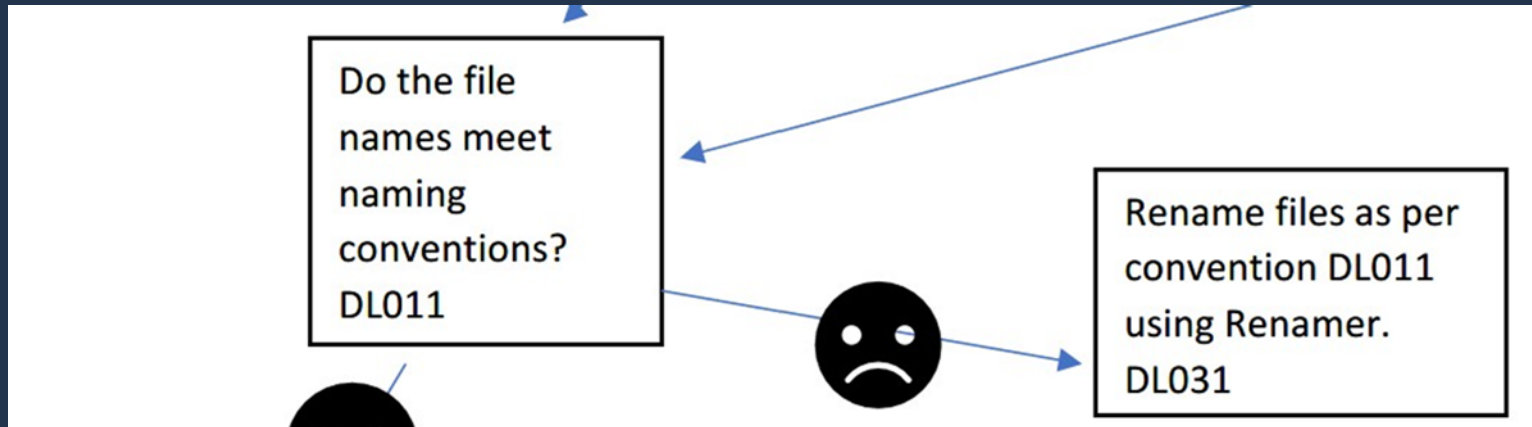 Do the file
names meet
naming
conventions?
DL011
Rename files as per
convention DL011
using Renamer.
DL031